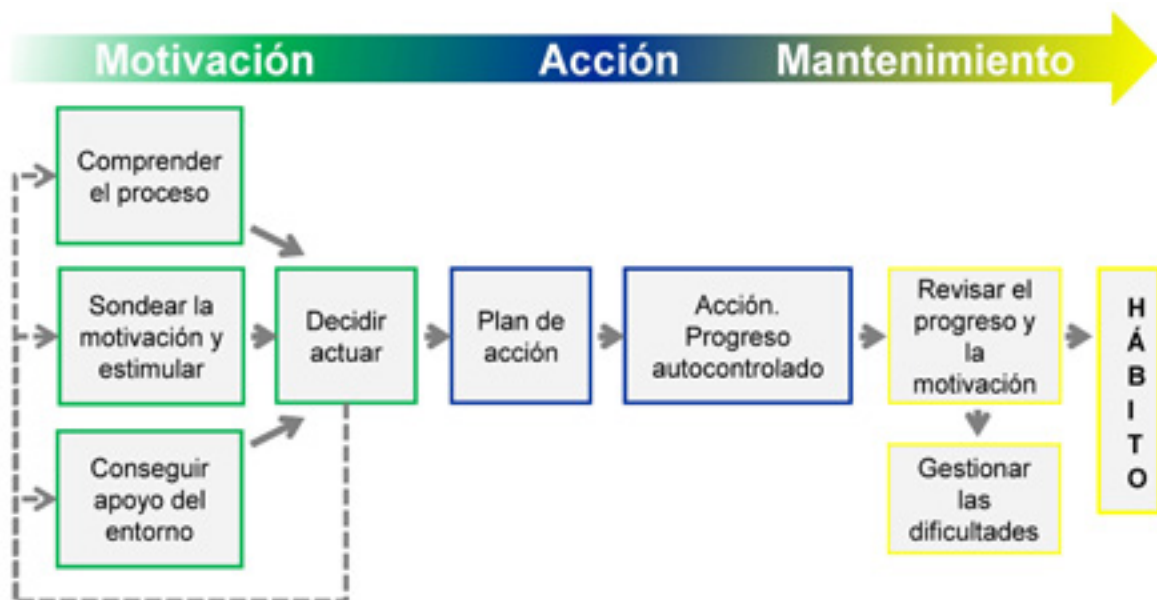 Motivación Acción Mantenimiento
Comprender
el proceso
Sondear la
motivación y
estimular
Conseguir
apoyo del
entorno
Decidir
actuar
Plan de
acción
Acción.
Progreso
autocontrolado
Revisar el
progreso y
la
motivación
Gestionar
las
dificultades
H
Á
B
I
T
O